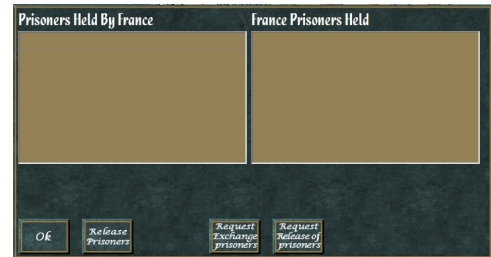 Prisoners Held By France
France Prisoners Held
Ok
Release
Prisoners
Request
Exchange
prisoners
Request
Release of
prisoners